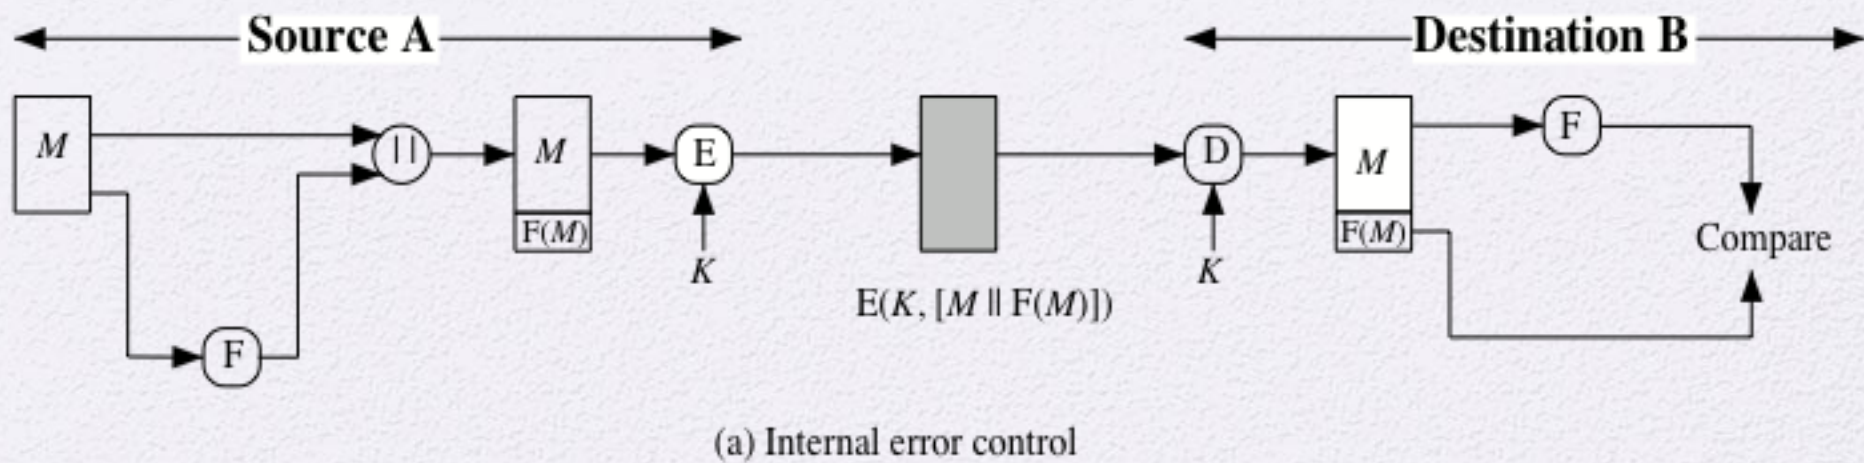 Source A
Destination B
M
||
M
F(M)
E
K
E(K, [M || F(M)])
D
K
M
F(M)
F
Compare
F
(a) Internal error control